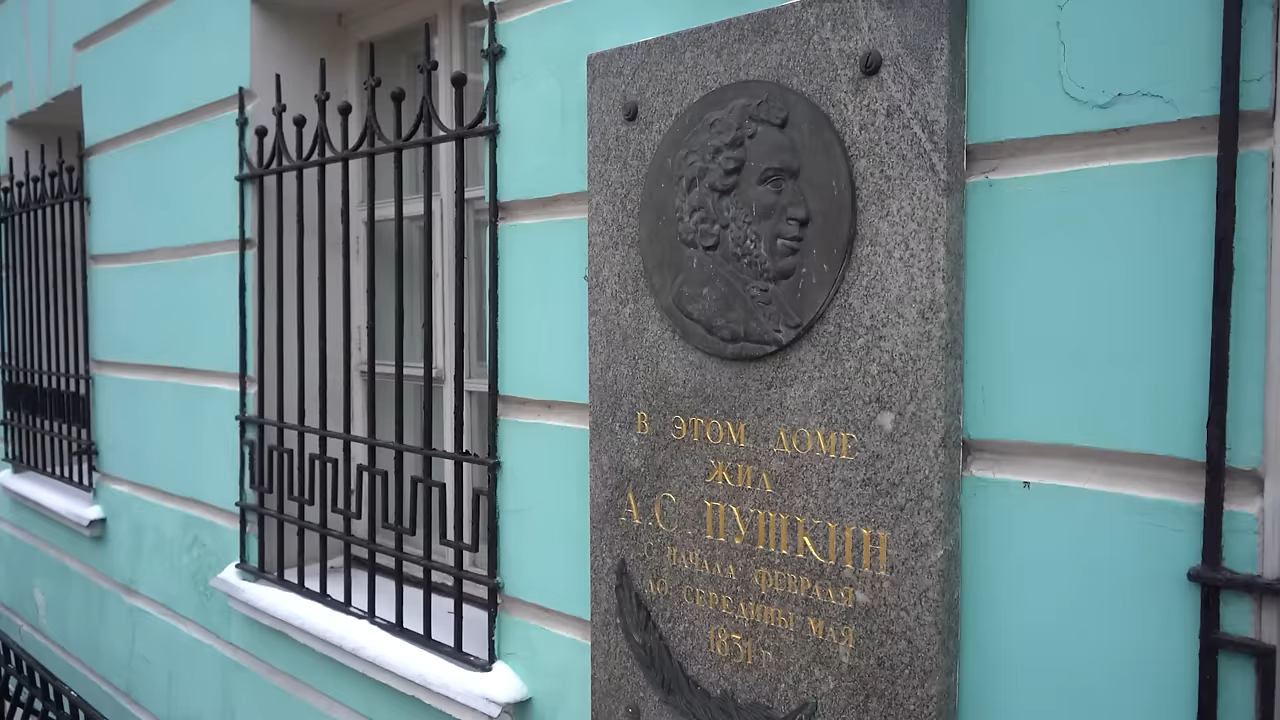 В ЭТОМ ДОМЕ
ЖИЛ
А.С. ПУШКИН
С НАЧАЛА ФЕВРАЛЯ
ДО СЕРЕДИНЫ МАЯ
1831 г.